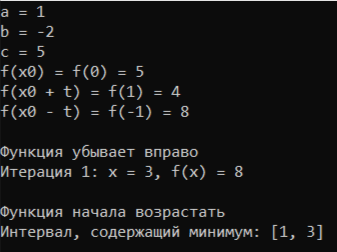 a = 1
b = -2
c = 5
f(x0) = f(0) = 5
f(x0 + t) = f(1) = 4
f(x0 - t) = f(-1) = 8
Функция убывает вправо
Итерация 1: x = 3, f(x) = 8
Функция начала возрастать
Интервал, содержащий минимум: [1, 3]